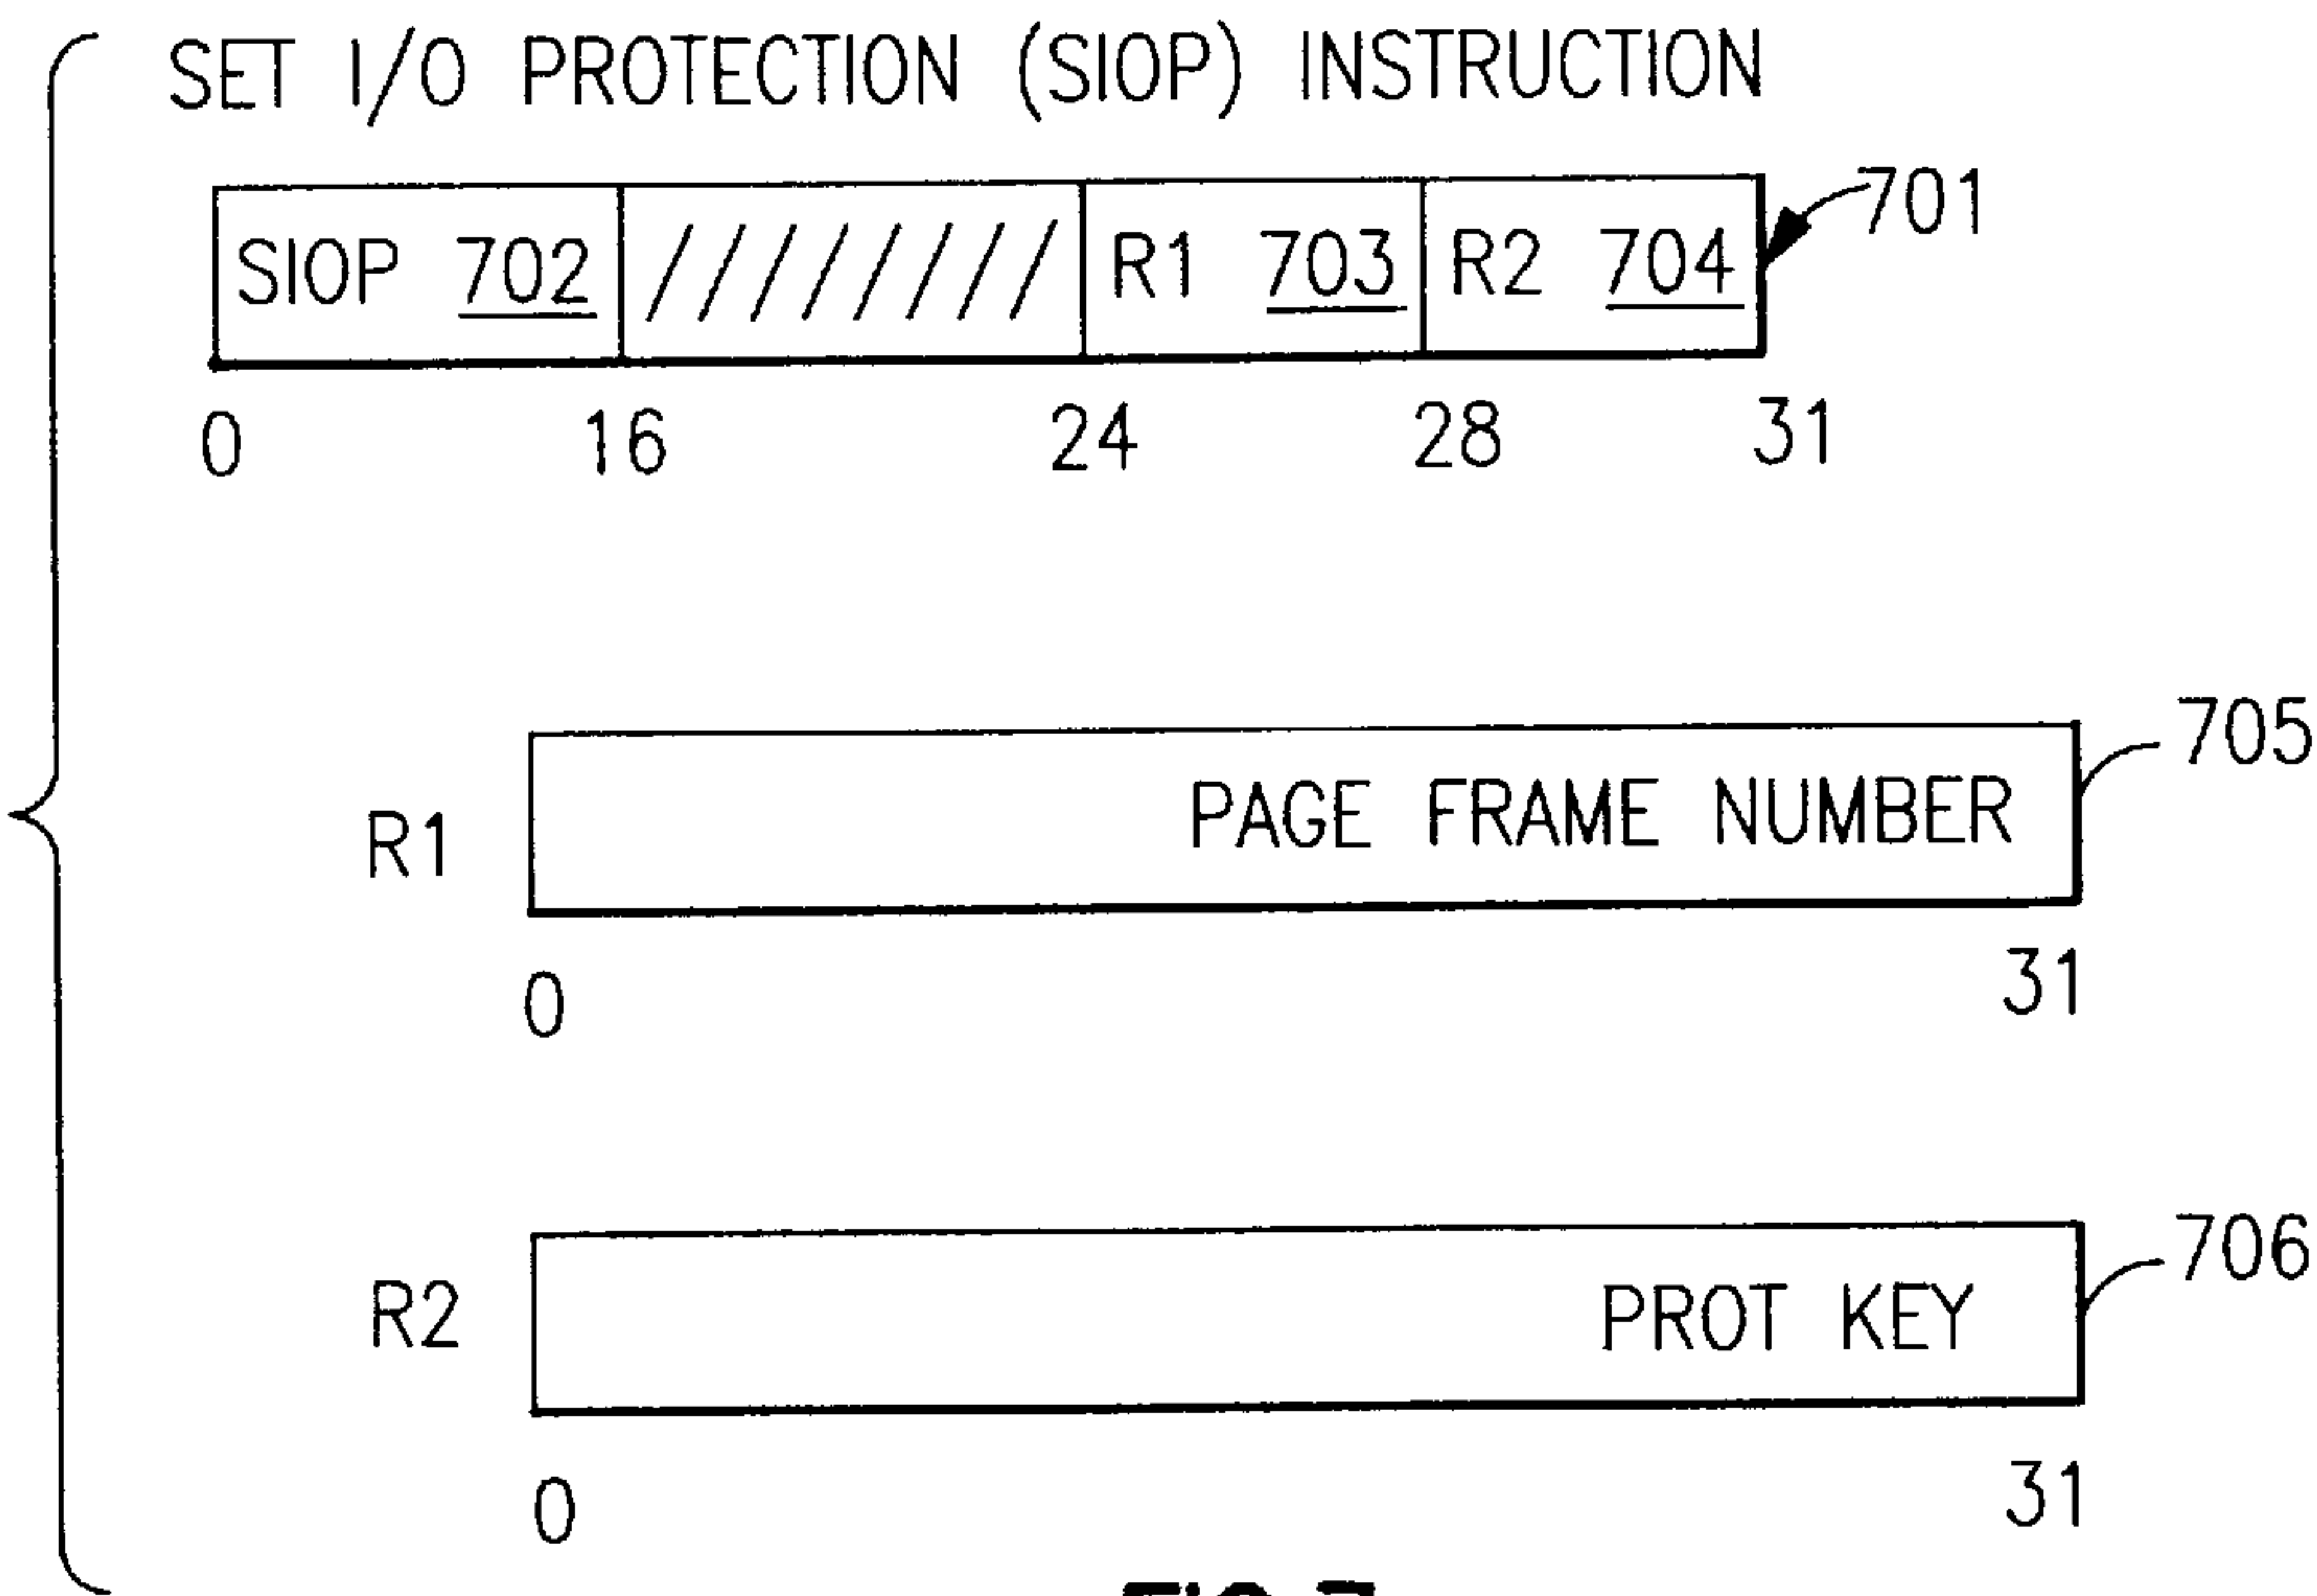 SET I/O PROTECTION (SIOP) INSTRUCTION
701
SIOP 702 //////// R1 703 R2 704
0 16 24 28 31
705
R1 PAGE FRAME NUMBER
0 31
706
R2 PROT KEY
0 31